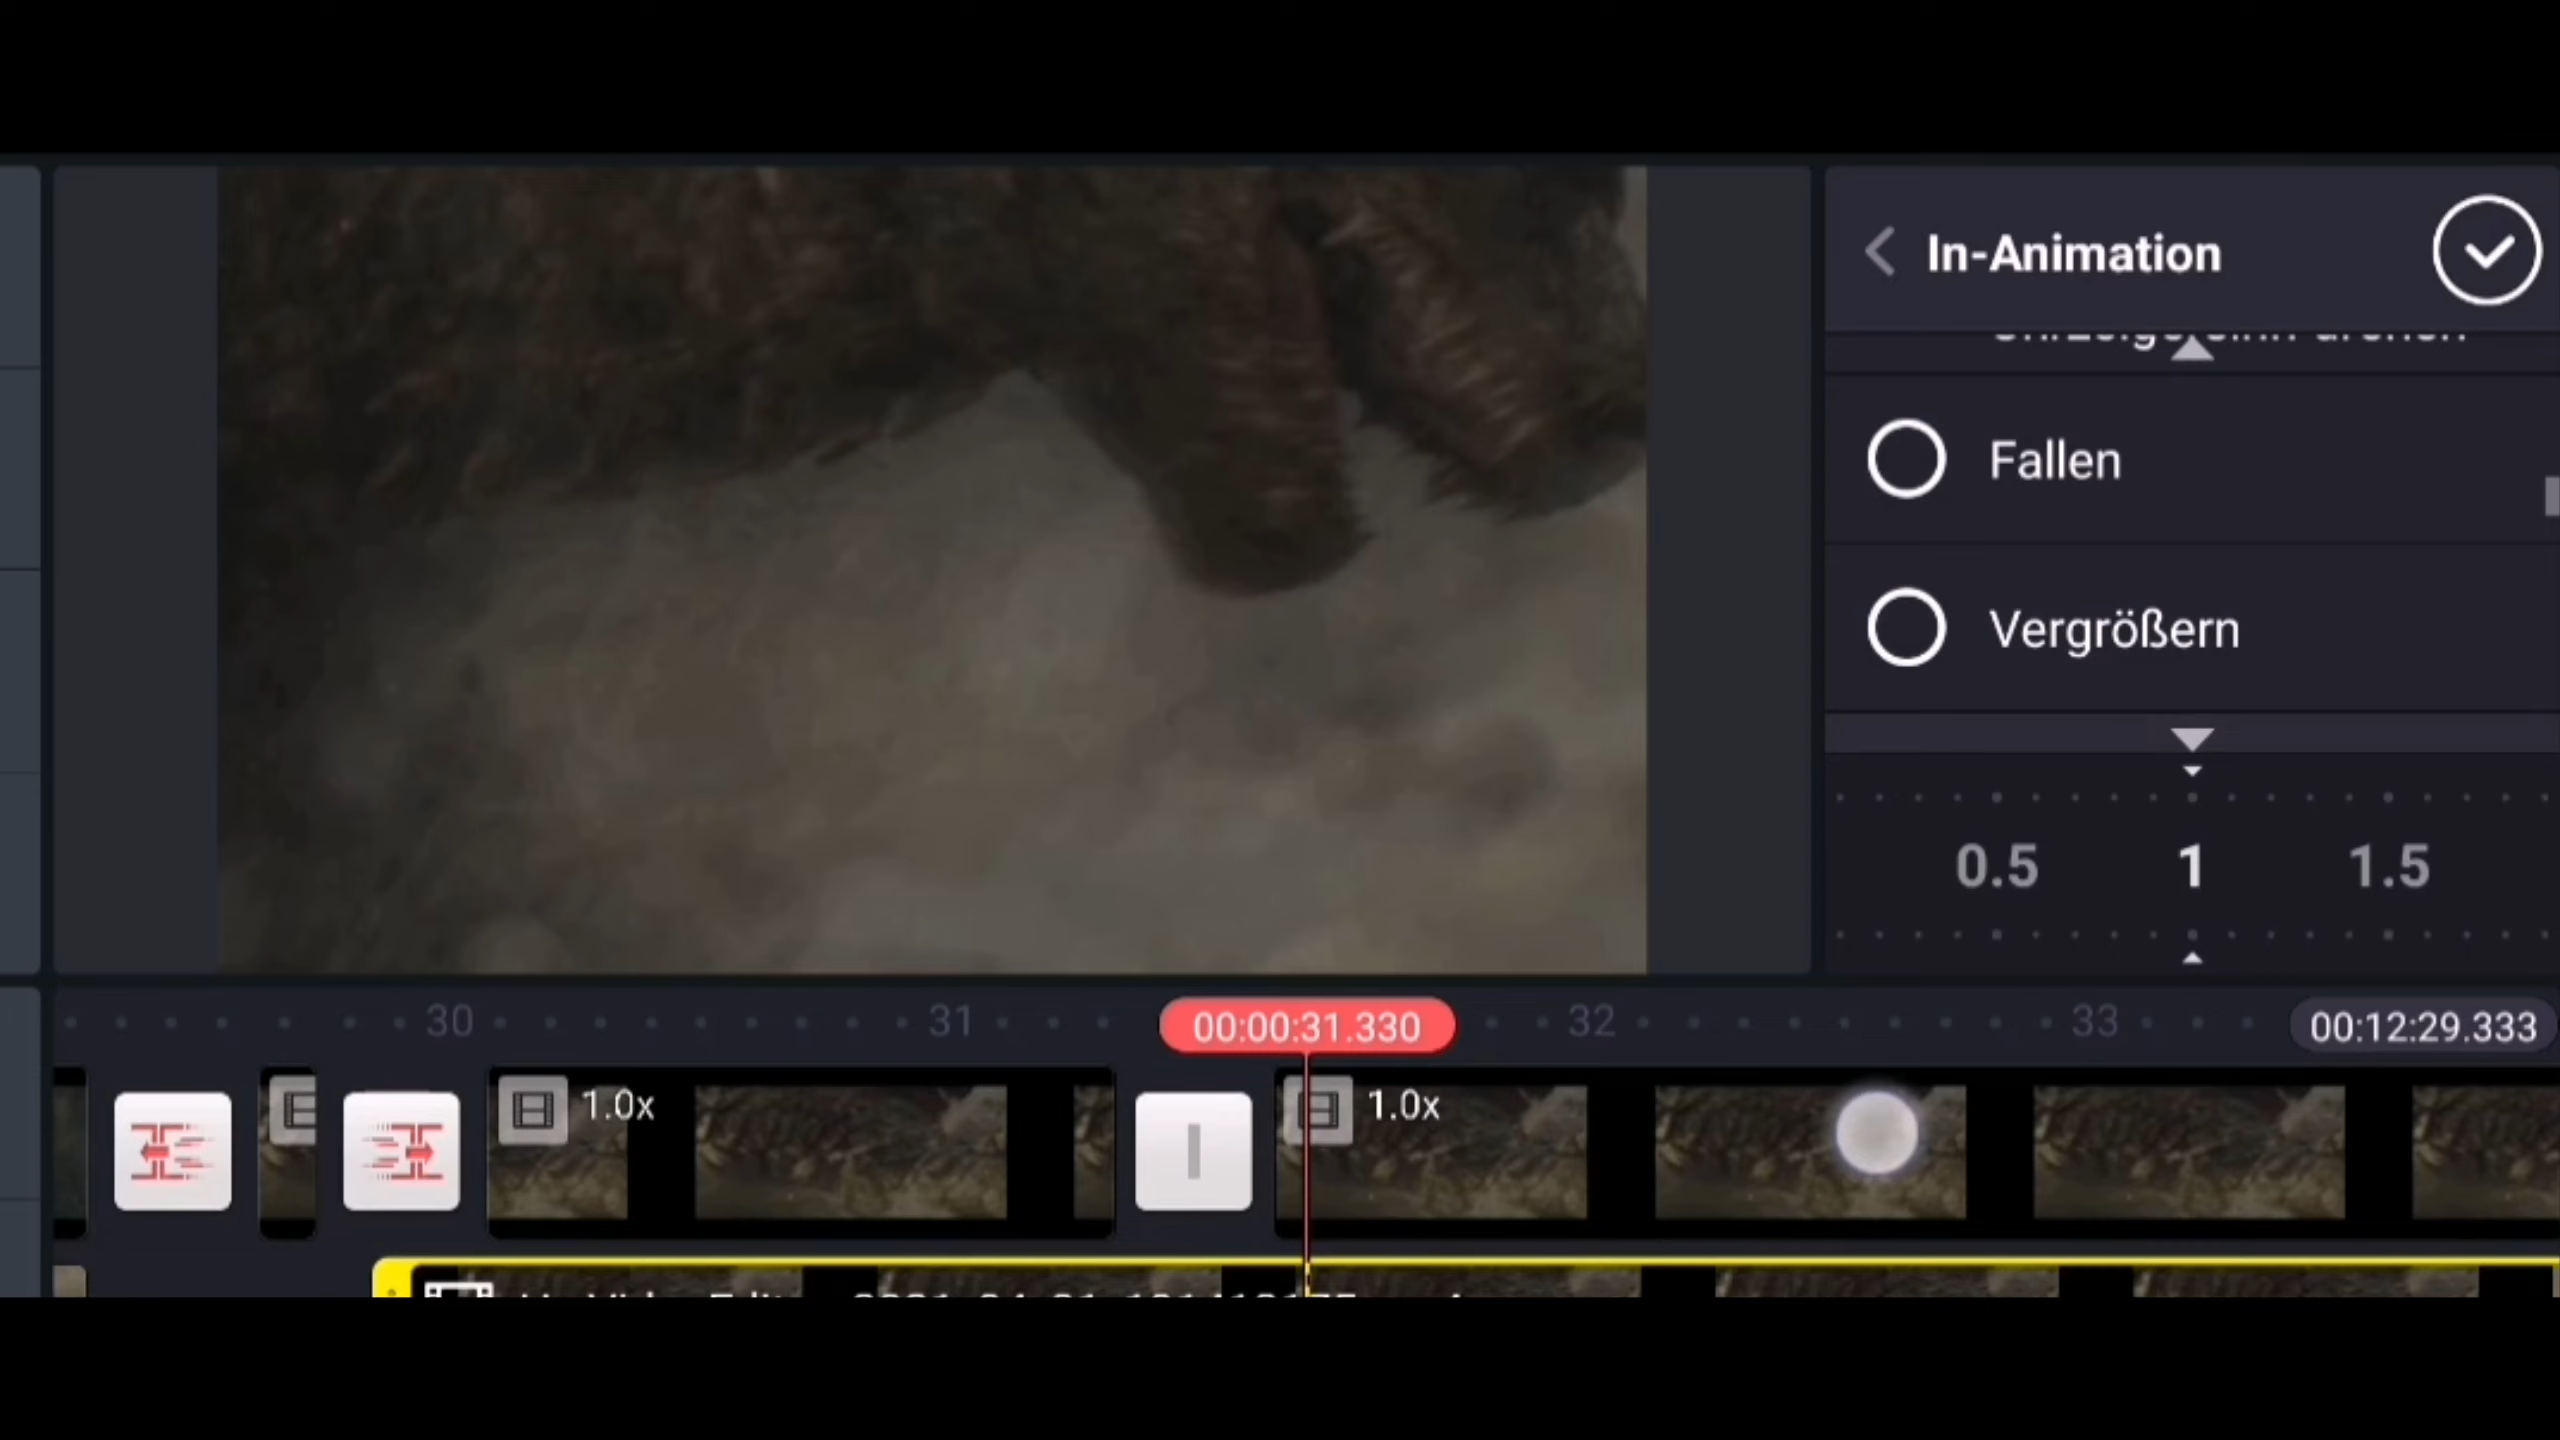 In-Animation
Fallen
Vergrößern
0.5 1 1.5
30 31 00:00:31.330 32 33 00:12:29.333
1.0x 1.0x